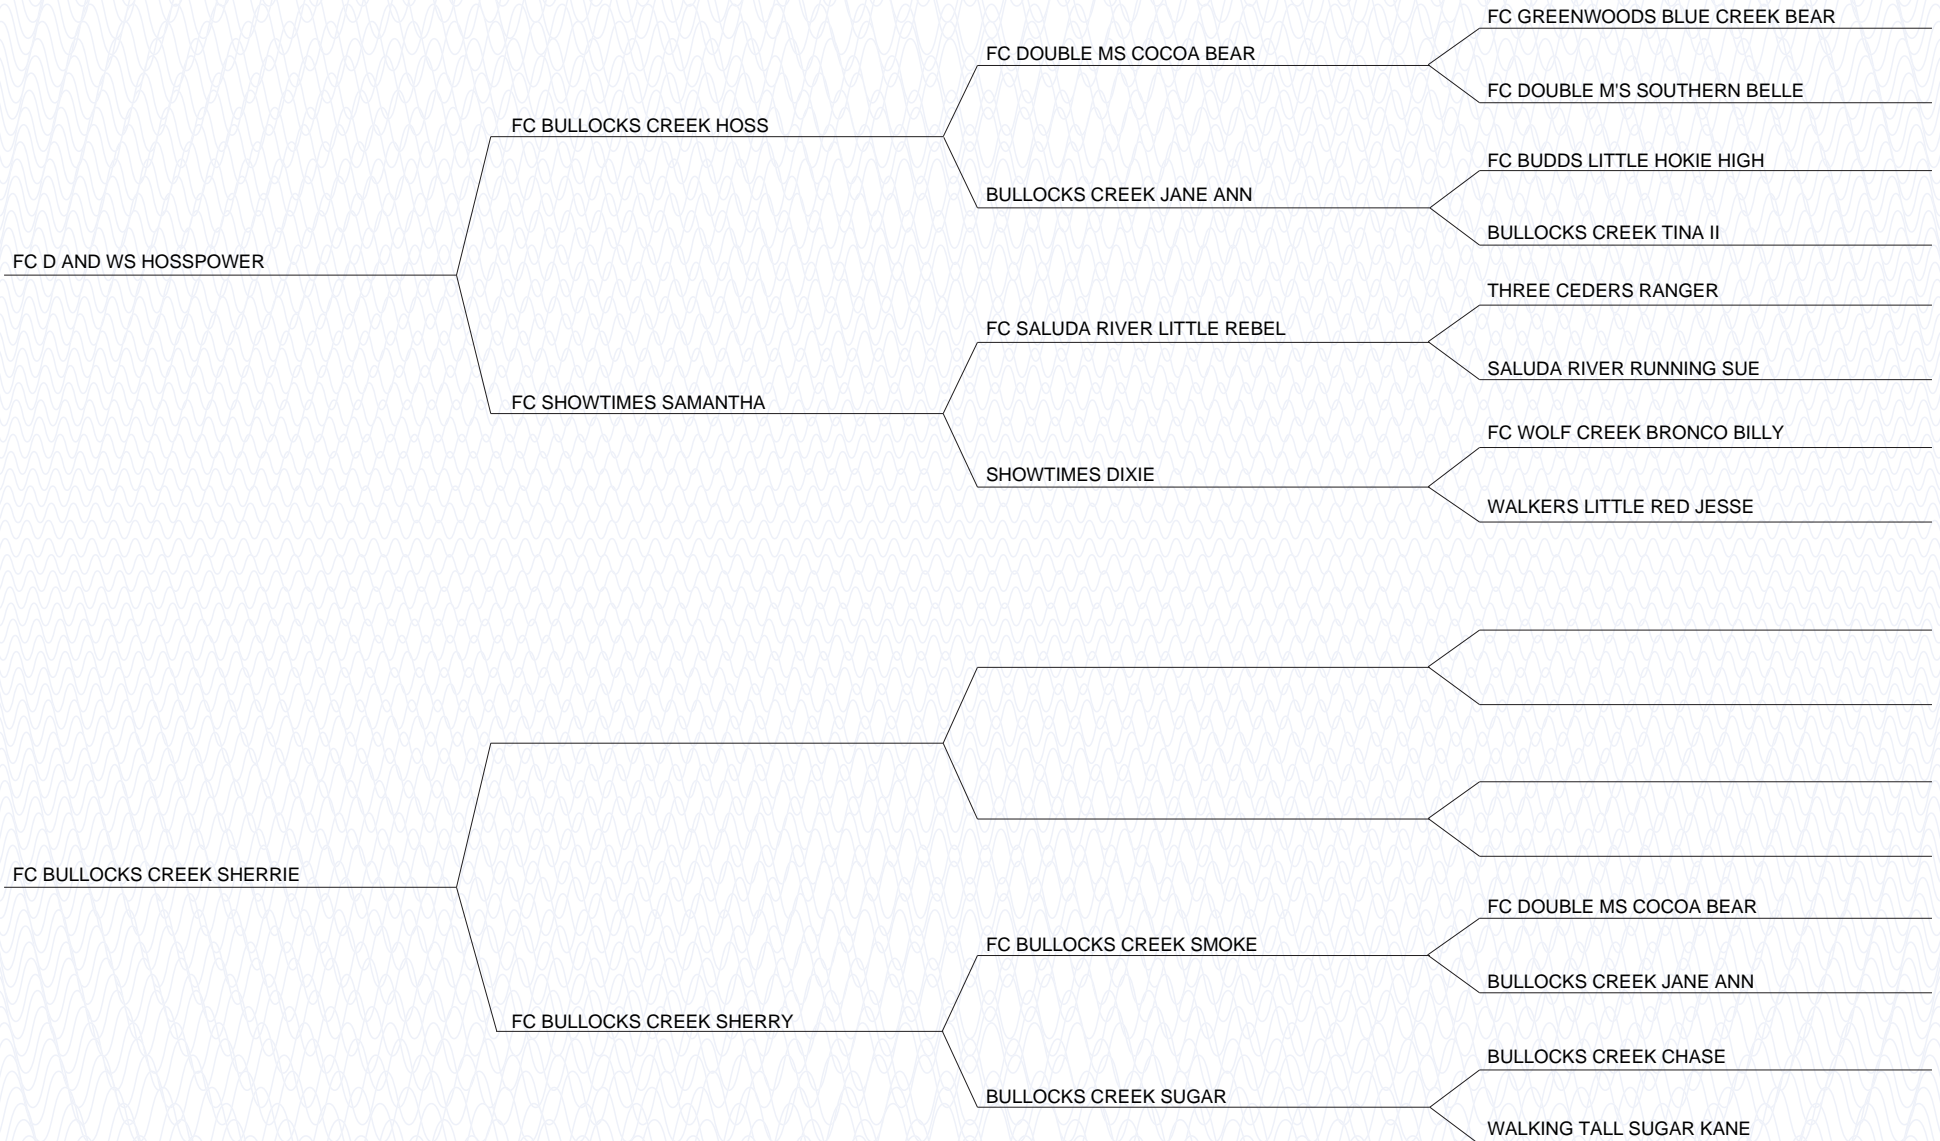 FC GREENWOODS BLUE CREEK BEAR
FC DOUBLE MS COCOA BEAR
FC DOUBLE M'S SOUTHERN BELLE
FC BULLOCKS CREEK HOSS
FC BUDDS LITTLE HOKIE HIGH
BULLOCKS CREEK JANE ANN
BULLOCKS CREEK TINA II
FC D AND WS HOSSPOWER
THREE CEDERS RANGER
FC SALUDA RIVER LITTLE REBEL
SALUDA RIVER RUNNING SUE
FC SHOWTIMES SAMANTHA
FC WOLF CREEK BRONCO BILLY
SHOWTIMES DIXIE
WALKERS LITTLE RED JESSE
FC BULLOCKS CREEK SHERRIE
FC DOUBLE MS COCOA BEAR
FC BULLOCKS CREEK SMOKE
BULLOCKS CREEK JANE ANN
FC BULLOCKS CREEK SHERRY
BULLOCKS CREEK CHASE
BULLOCKS CREEK SUGAR
WALKING TALL SUGAR KANE